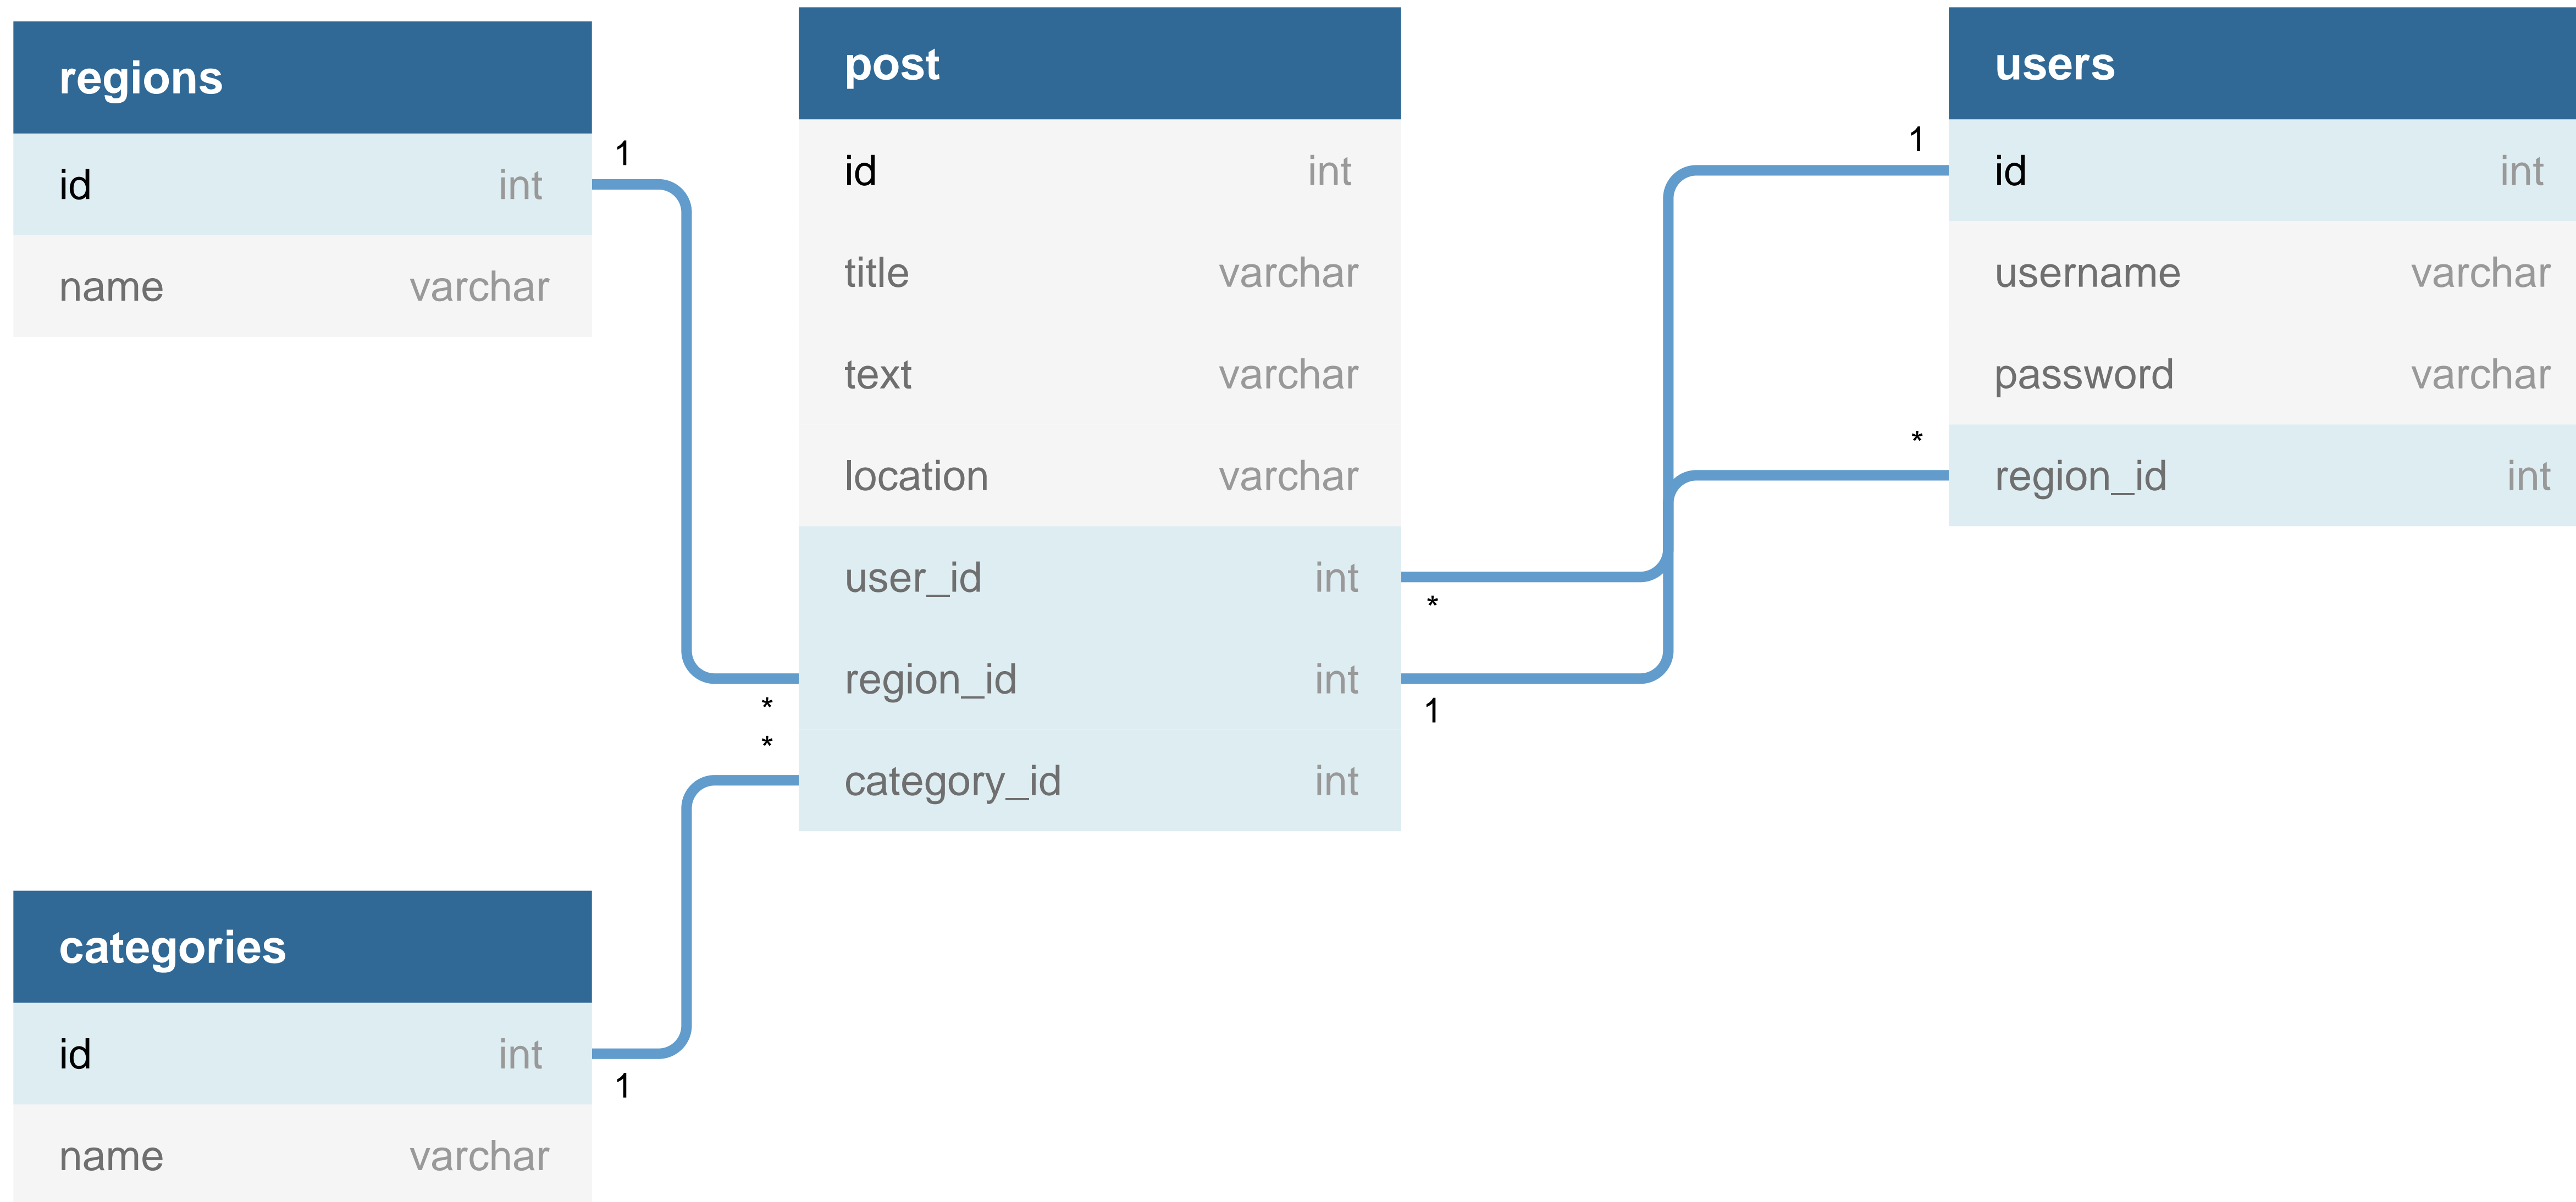 regions
id int
name varchar
post
id int
title varchar
text varchar
location varchar
user_id int
region_id int
category_id int
users
id int
username varchar
password varchar
region_id int
categories
id int
name varchar
1
*
*
1
1
*
*
1